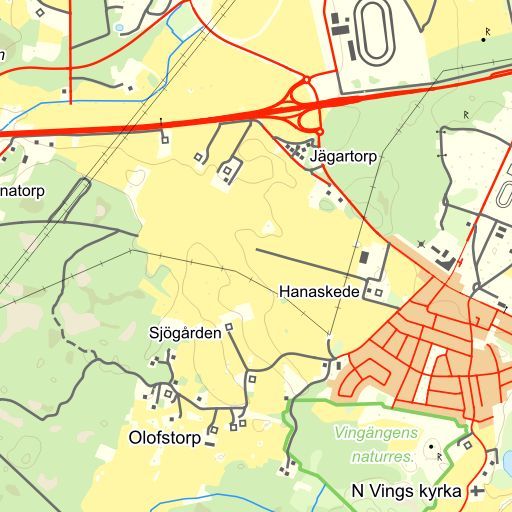 Jägartorp
natorp
Hanaskede
Sjögården
Olofstorp
Vingängens
naturres.
N Vings kyrka
R
R
R